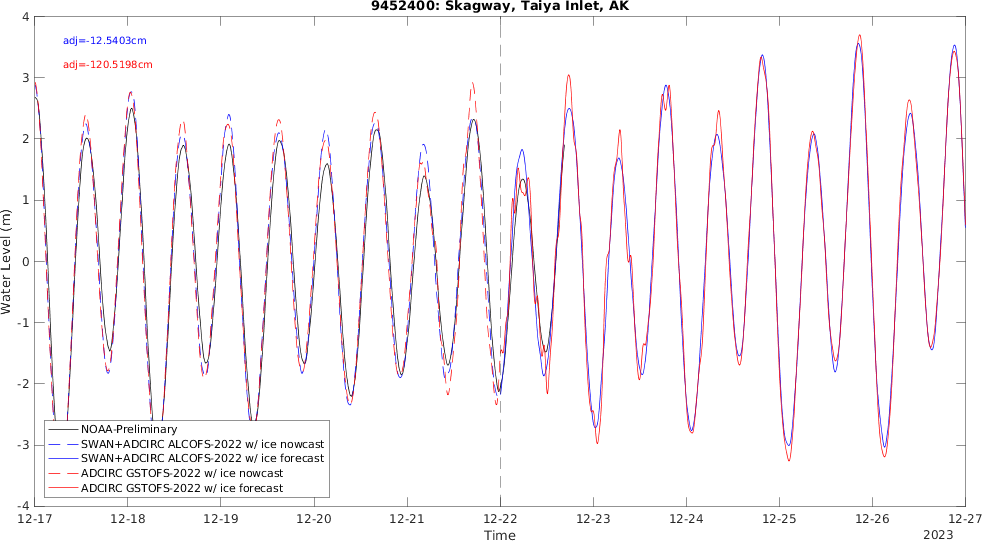 9452400: Skagway, Taiya Inlet, AK
4
adj=-12.5403cm
adj=-120.5198cm
3
2
1
0
-1
-2
-3
-4
Water Level (m)
NOAA-Preliminary
SWAN+ADCIRC ALCOFS-2022 w/ ice nowcast
SWAN+ADCIRC ALCOFS-2022 w/ ice forecast
ADCIRC GSTOFS-2022 w/ ice nowcast
ADCIRC GSTOFS-2022 w/ ice forecast
12-17 12-18 12-19 12-20 12-21 12-22 12-23 12-24 12-25 12-26 12-27
Time
2023